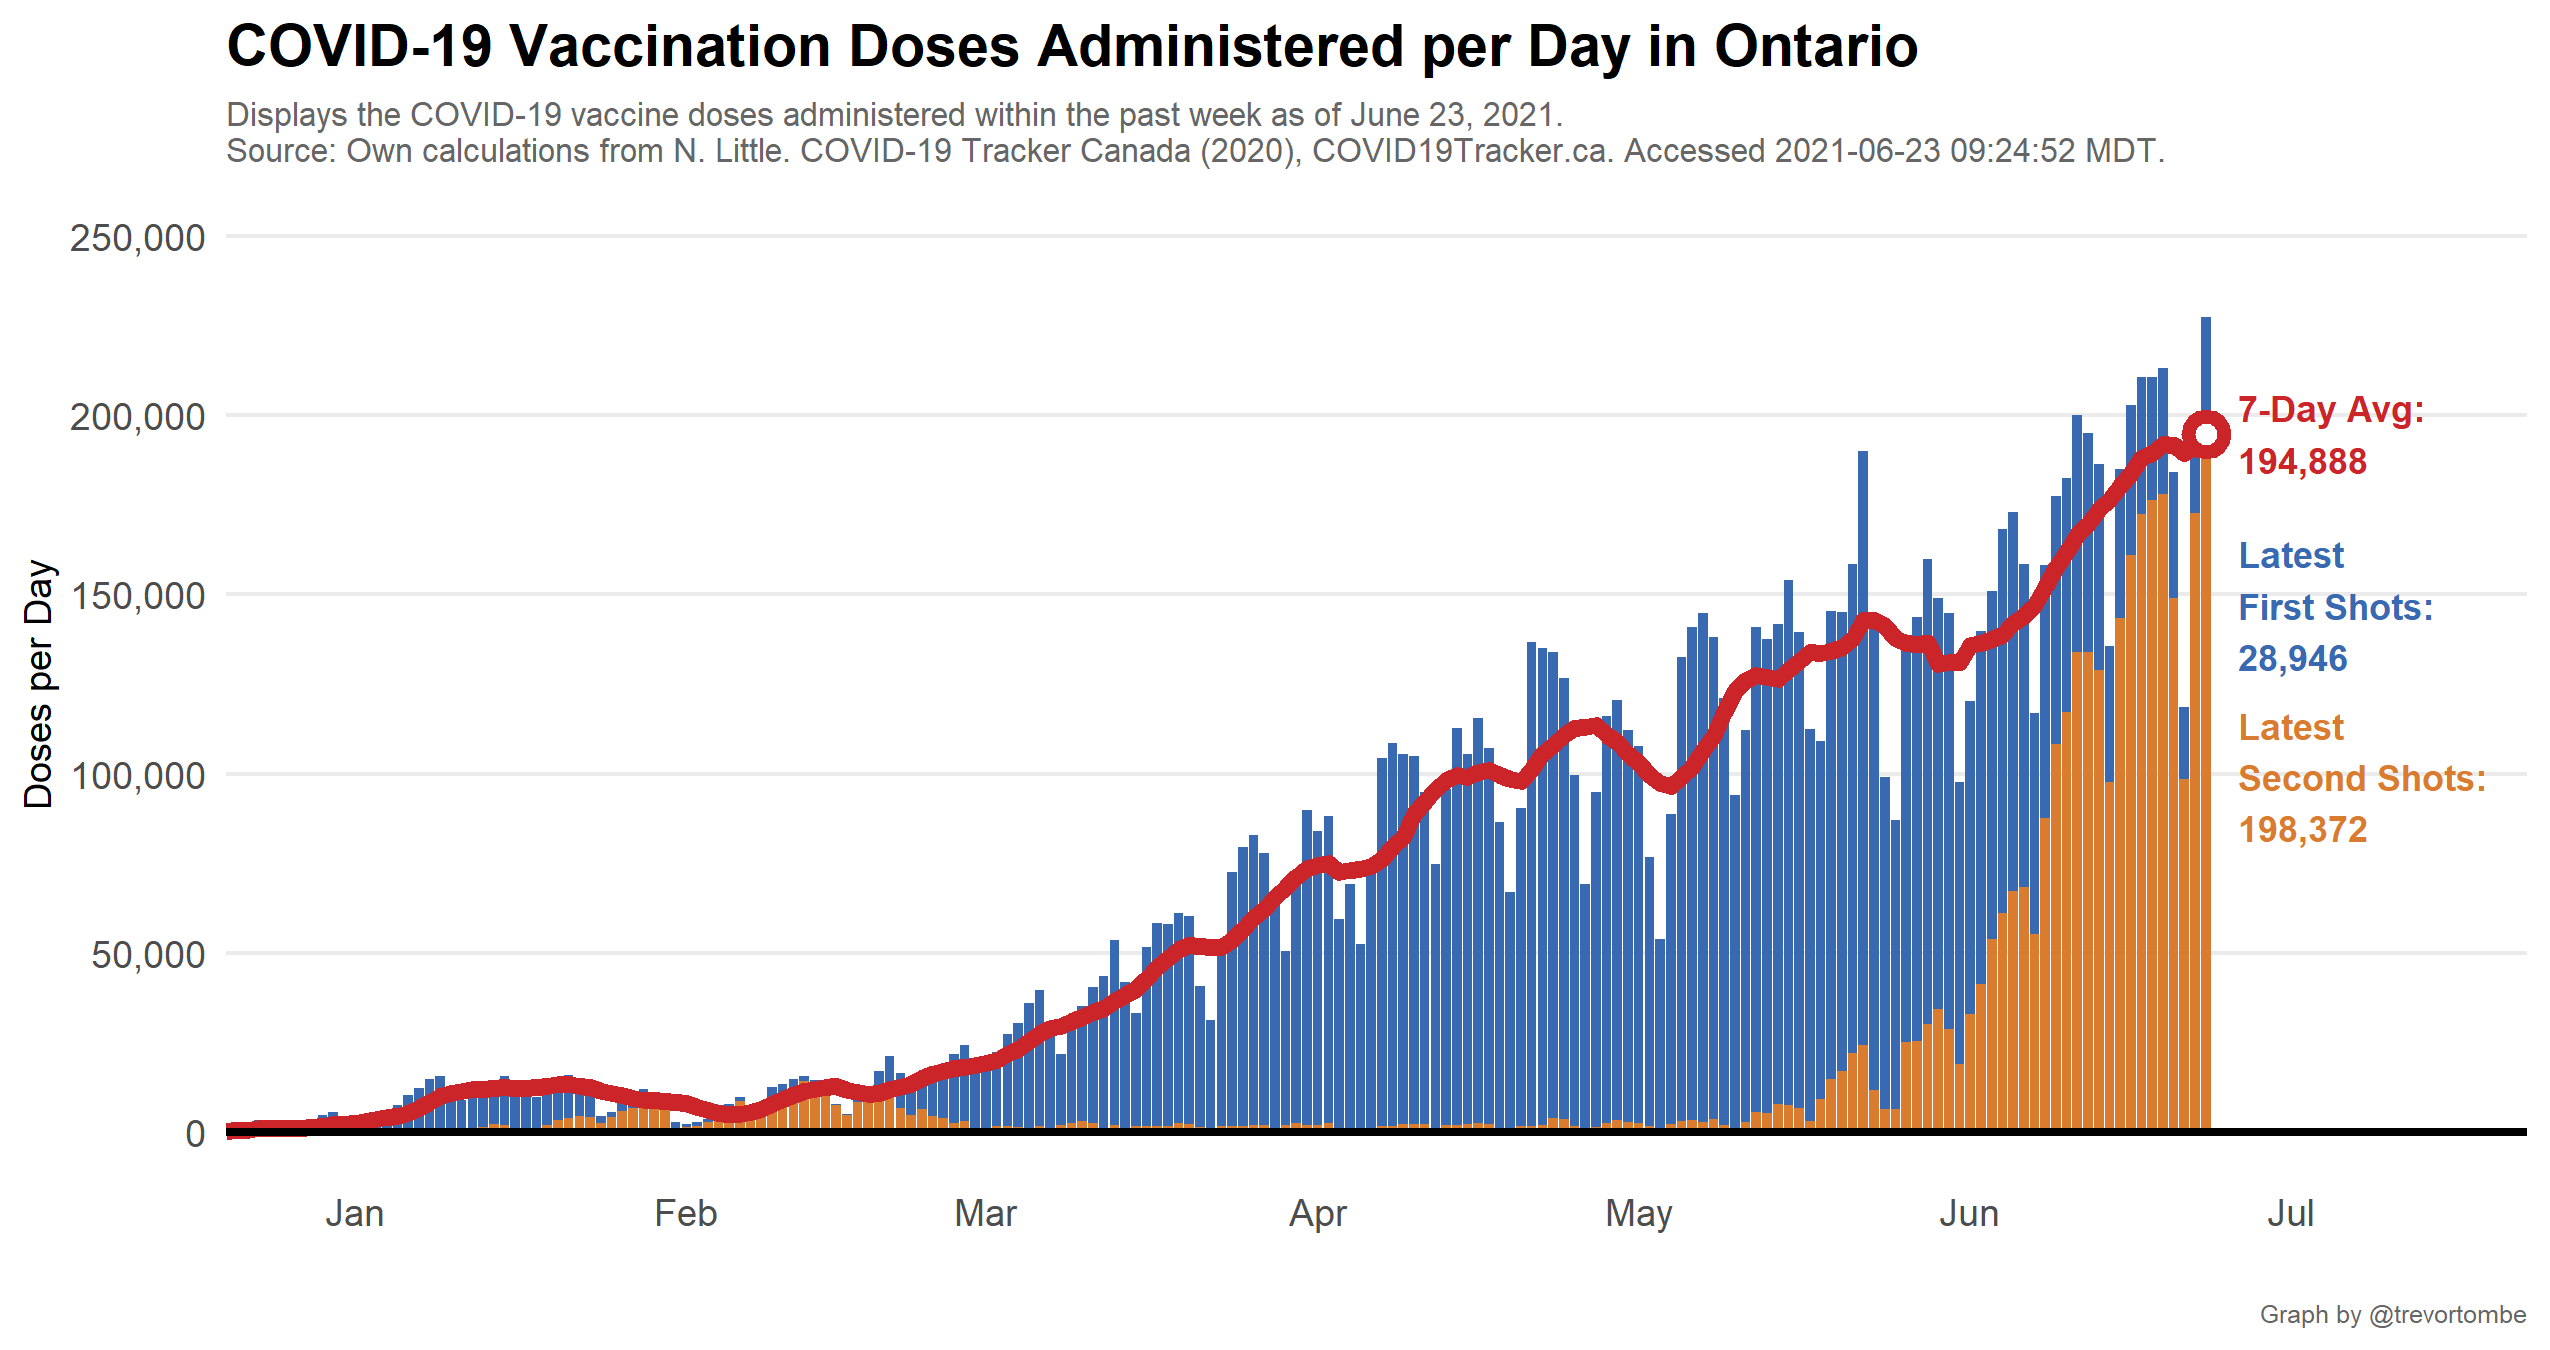 COVID-19 Vaccination Doses Administered per Day in Ontario
Displays the COVID-19 vaccine doses administered within the past week as of June 23, 2021.
Source: Own calculations from N. Little. COVID-19 Tracker Canada (2020), COVID19Tracker.ca. Accessed 2021-06-23 09:24:52 MDT.
Doses per Day
250,000
200,000
150,000
100,000
50,000
0
7-Day Avg:
194,888
Latest
First Shots:
28,946
Latest
Second Shots:
198,372
Jan Feb Mar Apr May Jun Jul
Graph by @trevortombe